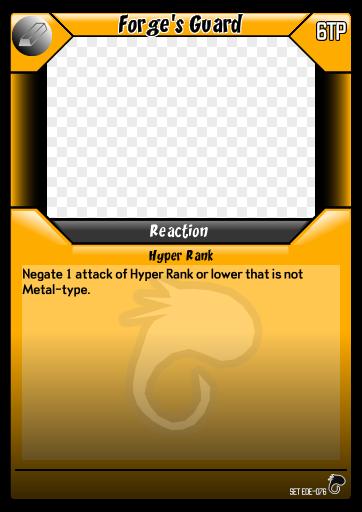 Forge's Guard
6TP
Reaction
Hyper Rank
Negate 1 attack of Hyper Rank or lower that is not
Metal-type.
SET EOE-076